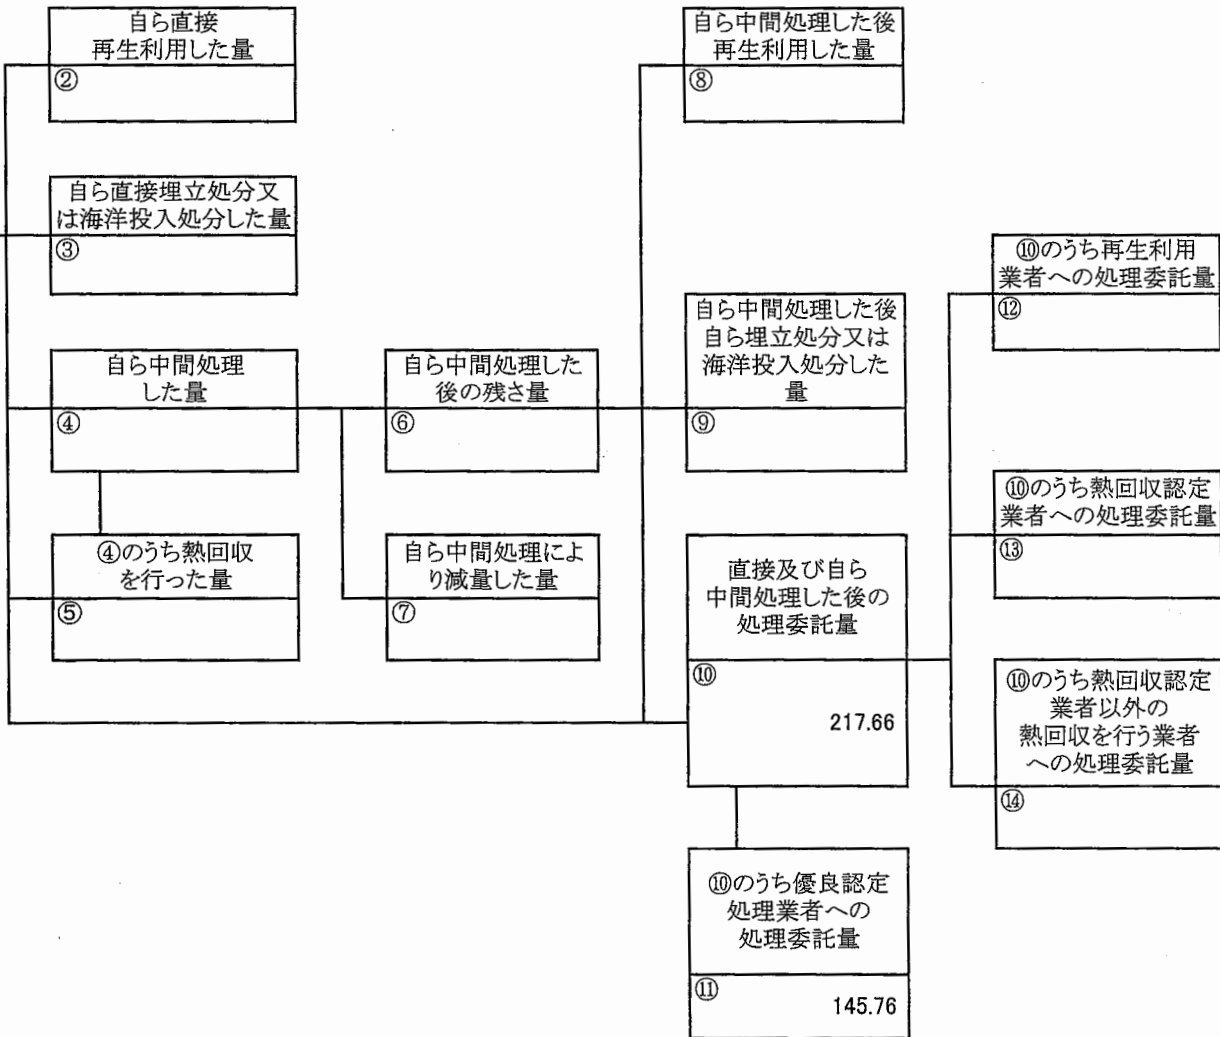 自ら直接
再生利用した量
②
自ら直接埋立処分又
は海洋投入処分した量
③
自ら中間処理
した量
④
④のうち熱回収
を行った量
⑤
自ら中間処理した
後の残さ量
⑥
自ら中間処理によ
り減量した量
⑦
自ら中間処理した後
再生利用した量
⑧
自ら中間処理した後
自ら埋立処分又は
海洋投入処分した
量
⑨
直接及び自ら
中間処理した後の
処理委託量
⑩
217.66
⑩のうち優良認定
処理業者への
処理委託量
⑪
145.76
⑩のうち再生利用
業者への処理委託量
⑫
⑩のうち熱回収認定
業者への処理委託量
⑬
⑩のうち熱回収認定
業者以外の
熱回収を行う業者
への処理委託量
⑭